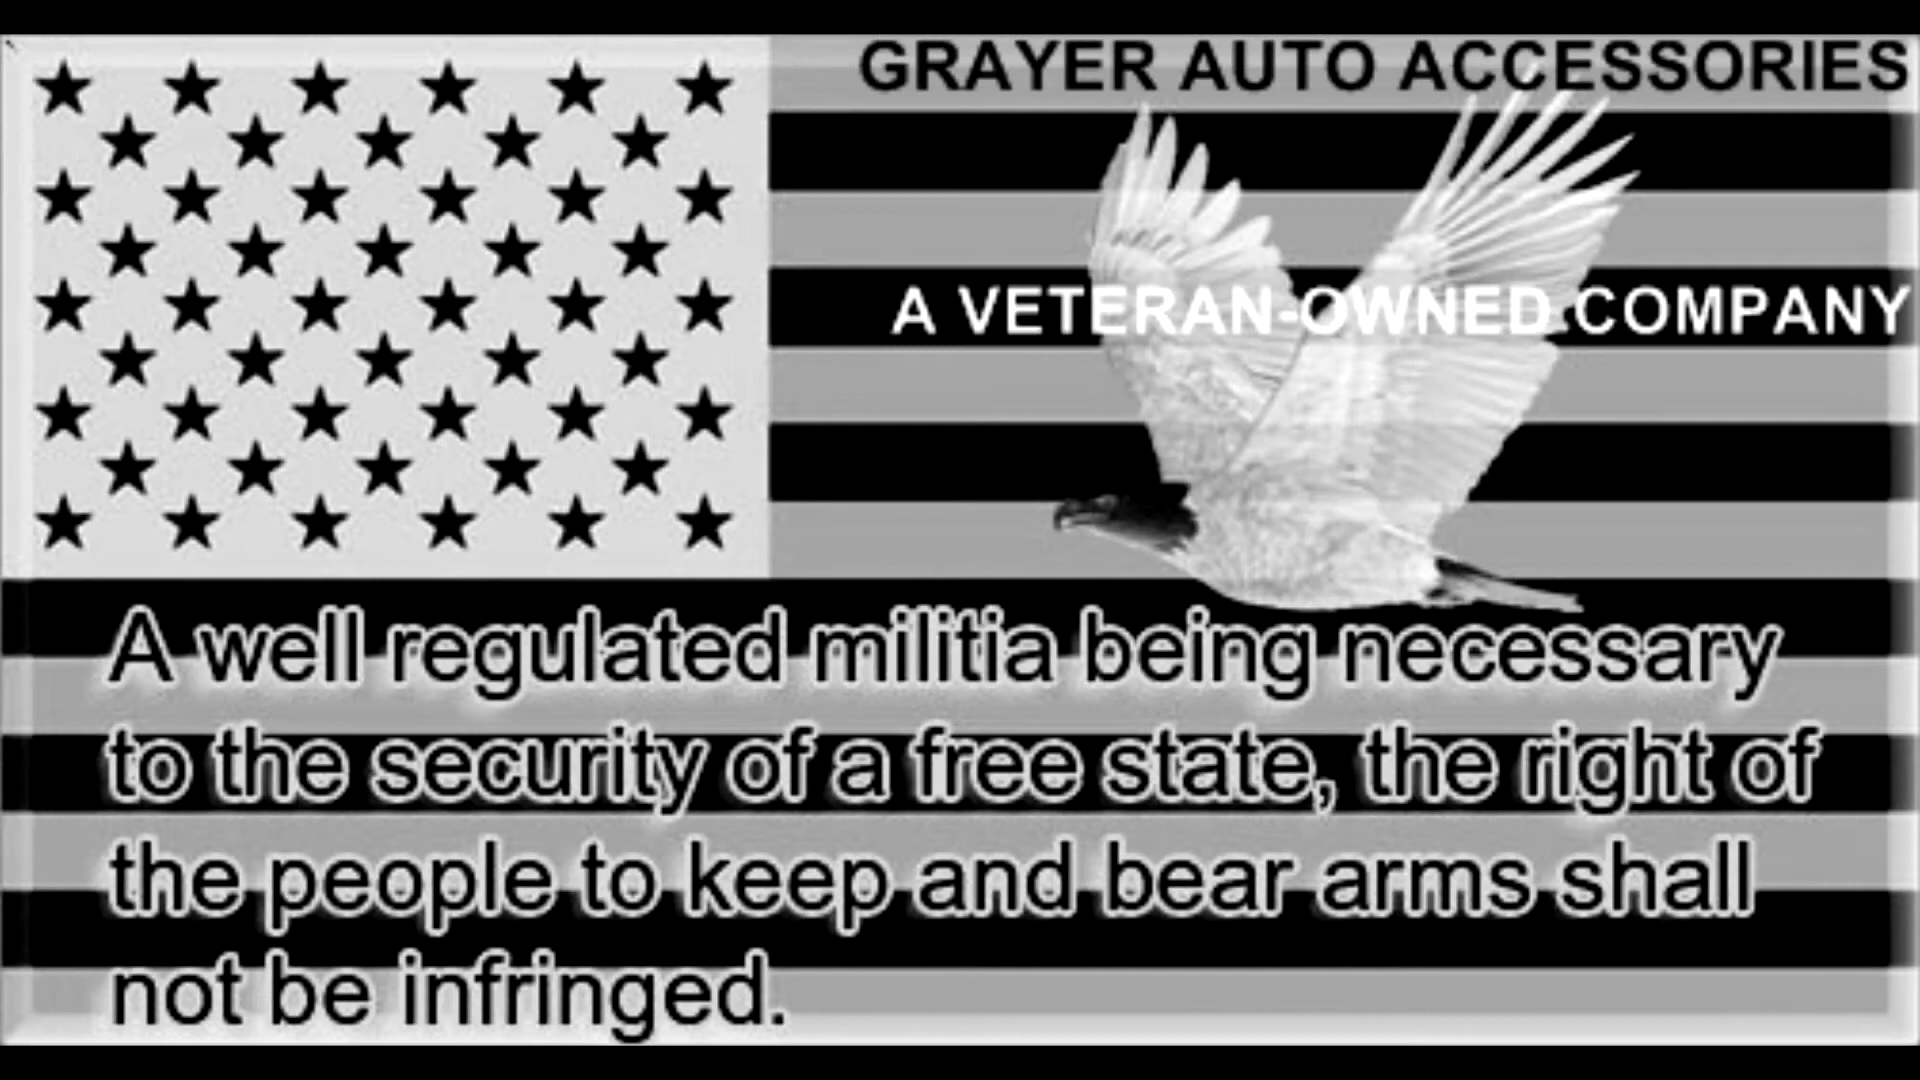 GRAYER AUTO ACCESSORIES
A VETERAN-OWNED COMPANY
A well regulated militia being necessary
to the security of a free state, the right of
the people to keep and bear arms shall
not be infringed.